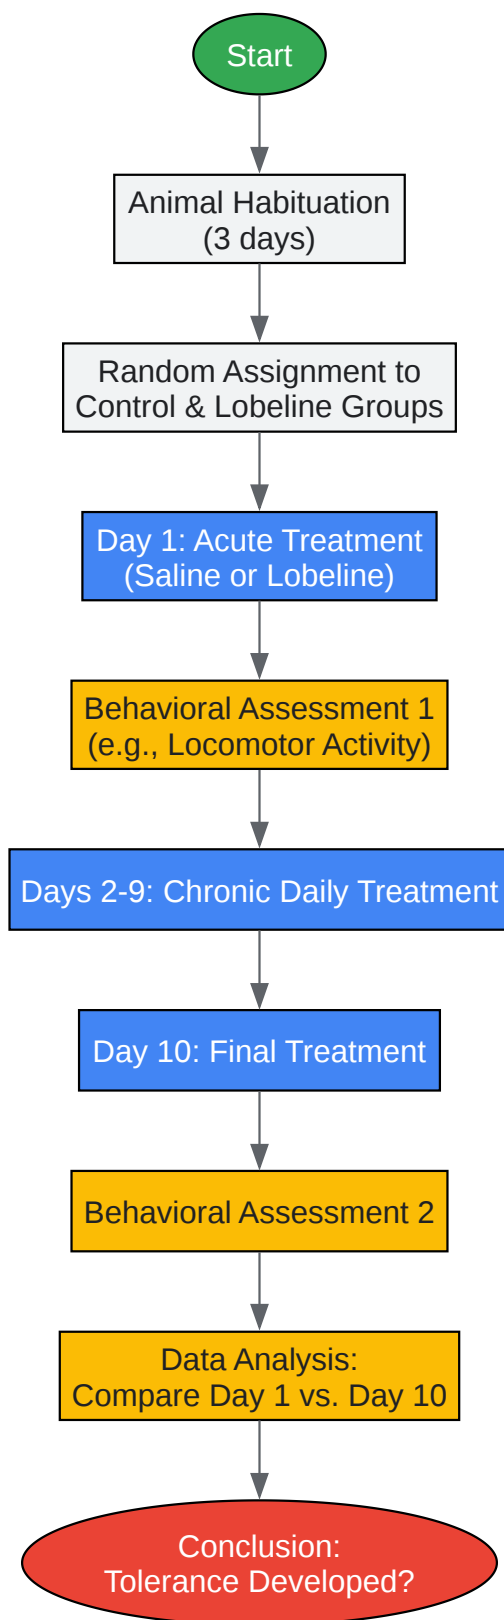 Start
Animal Habituation
(3 days)
Random Assignment to
Control & Lobeline Groups
Day 1: Acute Treatment
(Saline or Lobeline)
Behavioral Assessment 1
(e.g., Locomotor Activity)
Days 2-9: Chronic Daily Treatment
Day 10: Final Treatment
Behavioral Assessment 2
Data Analysis:
Compare Day 1 vs. Day 10
Conclusion:
Tolerance Developed?